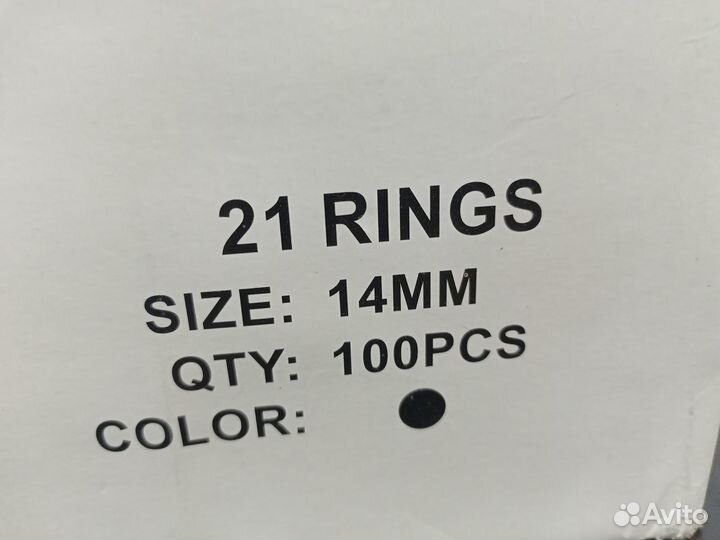 21 RINGS
SIZE: 14MM
QTY: 100PCS
COLOR:
Avito